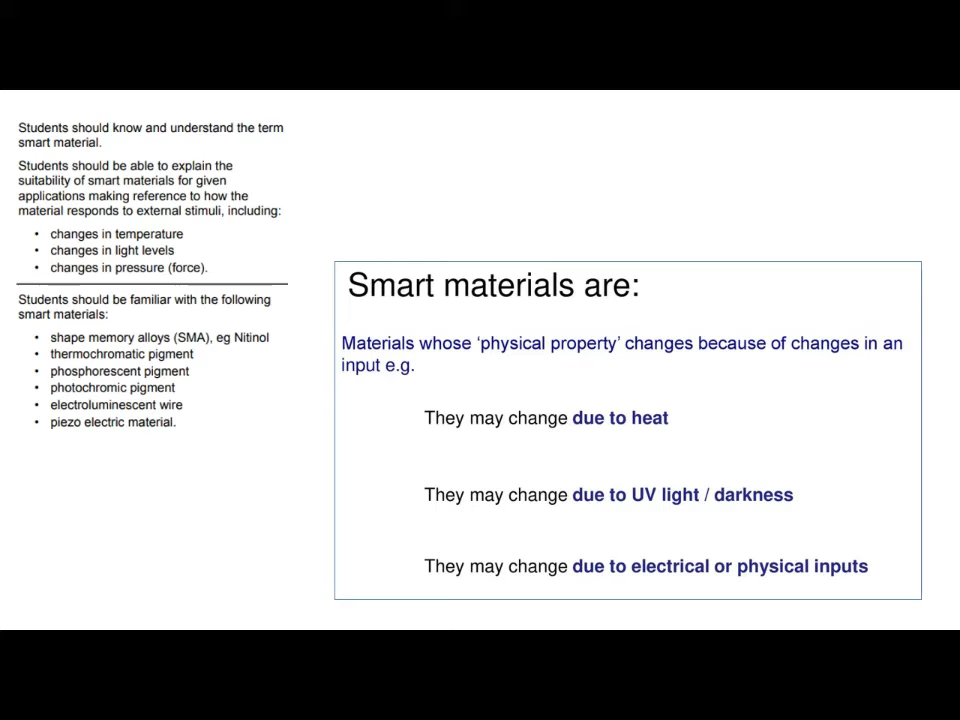 Students should know and understand the term
smart material.
Students should be able to explain the
suitability of smart materials for given
applications making reference to how the
material responds to external stimuli, including:
• changes in temperature
• changes in light levels
• changes in pressure (force).
Students should be familiar with the following
smart materials:
• shape memory alloys (SMA), eg Nitinol
• thermochromatic pigment
• phosphorescent pigment
• photochromic pigment
• electroluminescent wire
• piezo electric material.
Smart materials are:
Materials whose ‘physical property’ changes because of changes in an
input e.g.
They may change due to heat
They may change due to UV light / darkness
They may change due to electrical or physical inputs